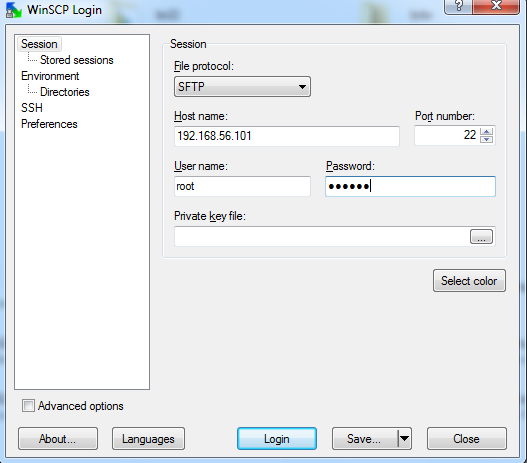 WinSCP Login
?
Session
Stored sessions
Environment
Directories
SSH
Preferences
Session
File protocol:
SFTP
Host name: Port number:
192.168.56.101 22
User name: Password:
root ●●●●●●
Private key file:
...
Select color
Advanced options
About... Languages Login Save... Close